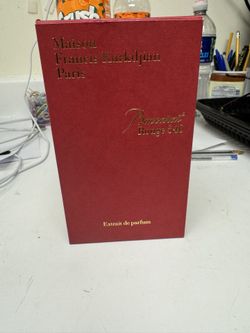 Maison
Francis Kurkdjian
Paris
Baccarat
Rouge 540
Extrait de parfum